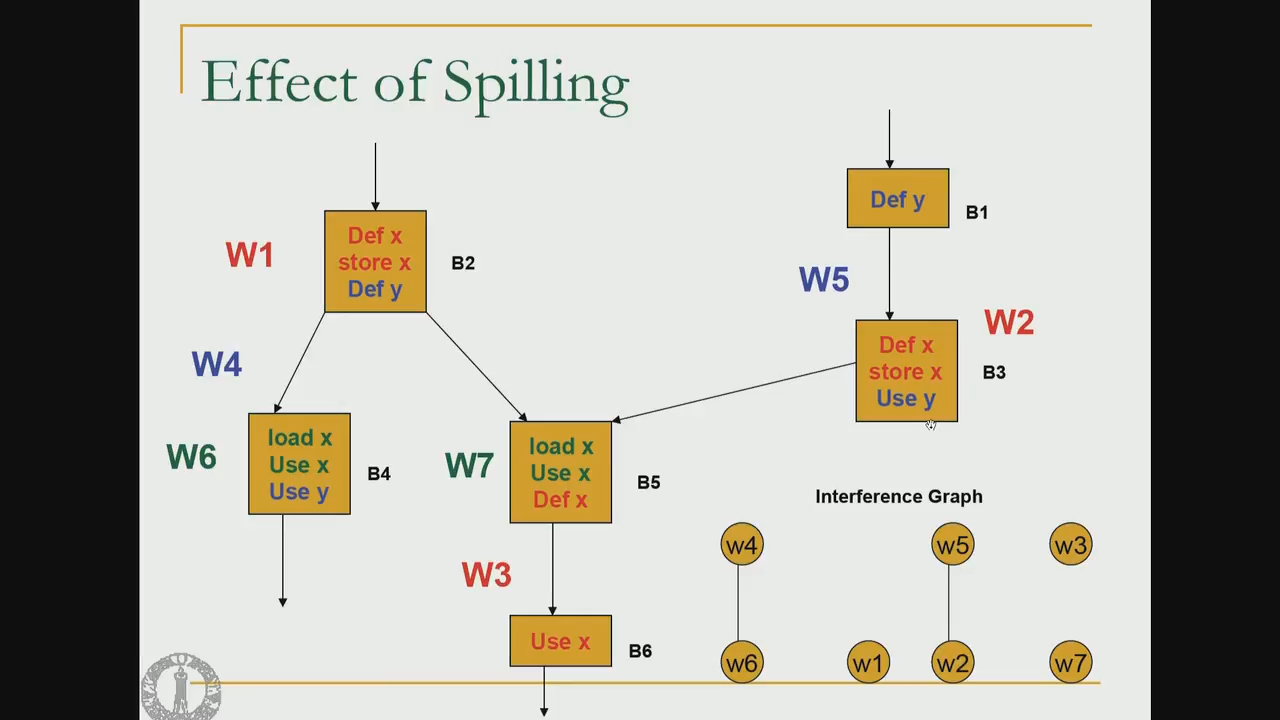 Effect of Spilling
W1
Def x
store x
Def y
B2
Def y
B1
W5
W2
Def x
store x
Use y
B3
W4
W6
load x
Use x
Use y
B4
W7
load x
Use x
Def x
B5
W3
Use x
B6
Interference Graph
w4
w5
w3
w6
w1
w2
w7